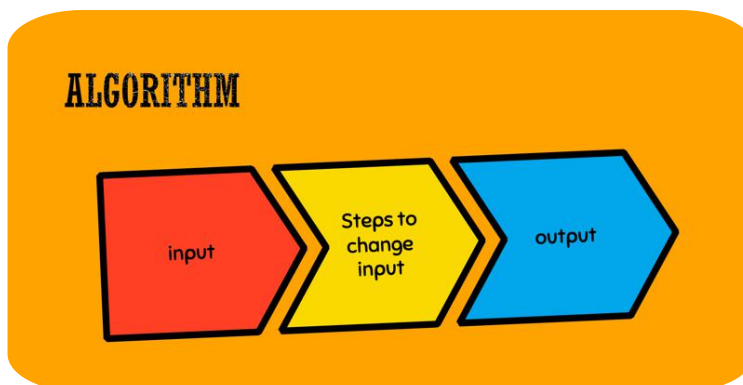 ALGORITHM
input
Steps to
change
input
output